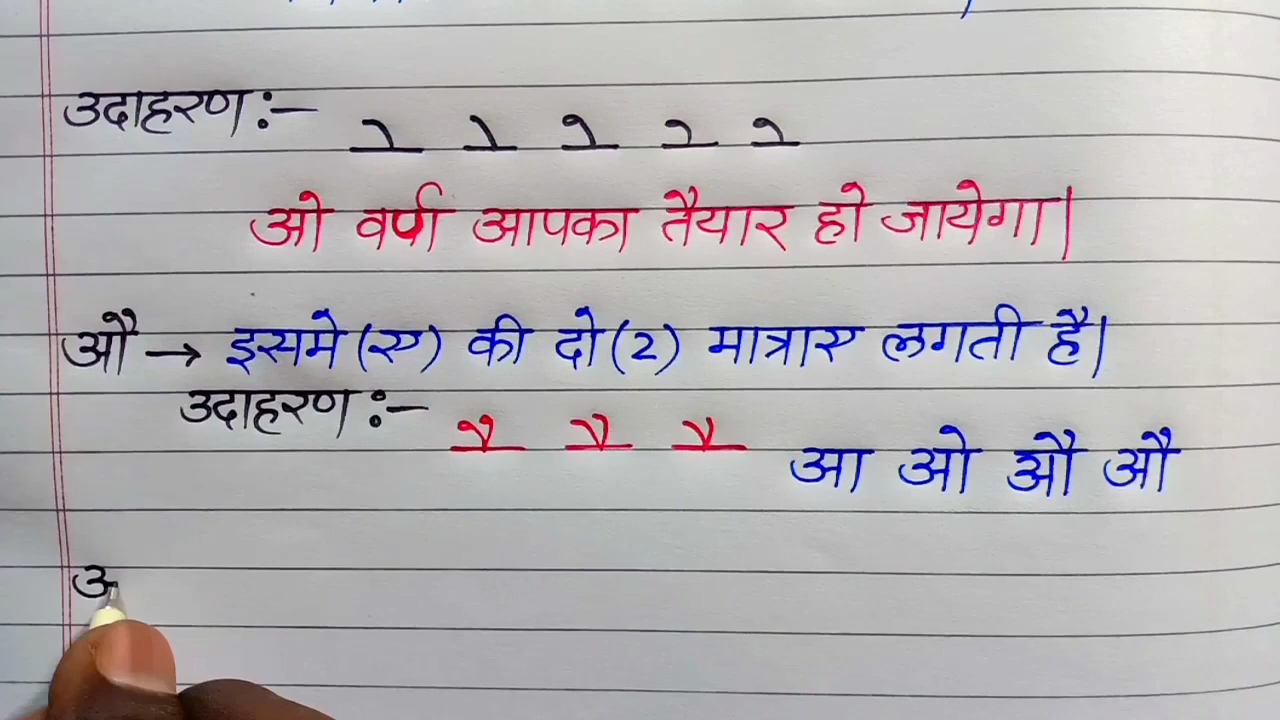 उदाहरण :-
ओ वर्ण आपका तैयार हो जायेगा।
औ → इसमे (ए) की दो (2) मात्राए लगती है।
उदाहरण :-
आ ओ औ औ